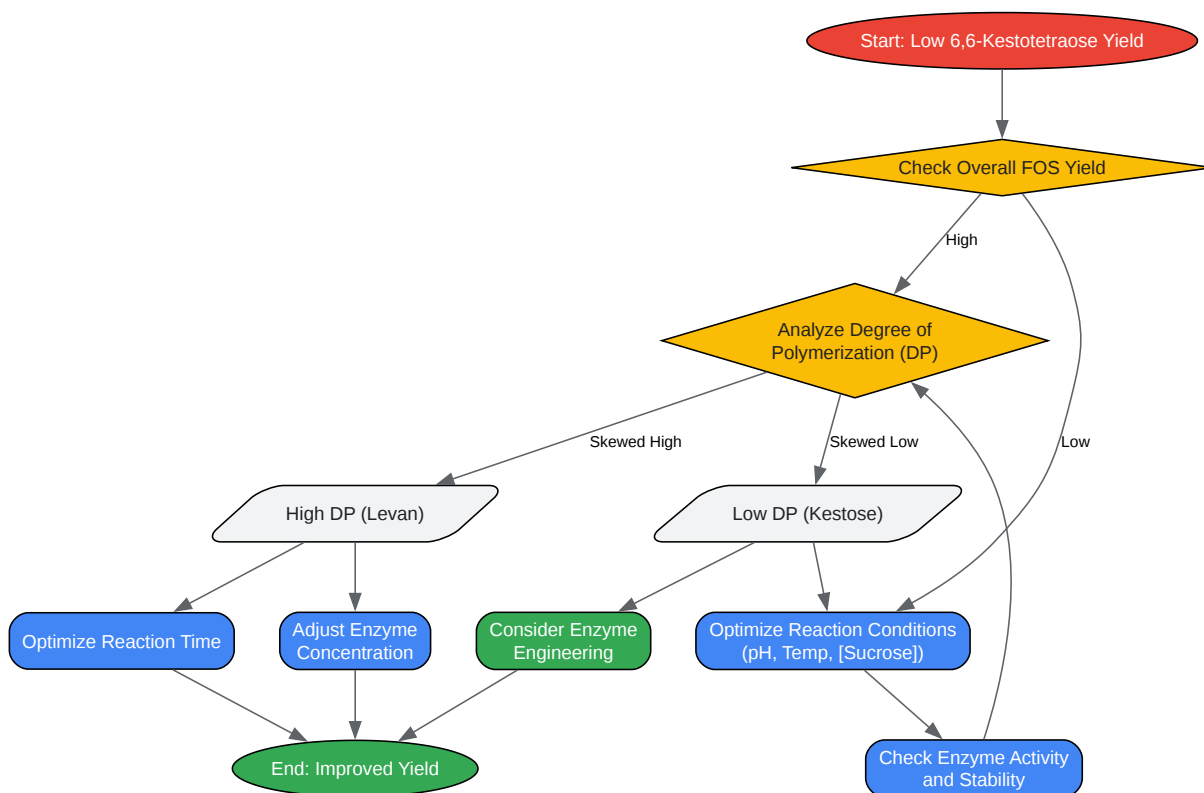 Start: Low 6,6-Kestotetraose Yield
Check Overall FOS Yield
High
Analyze Degree of
Polymerization (DP)
Skewed High
Skewed Low
Low
High DP (Levan)
Low DP (Kestose)
Optimize Reaction Time
Adjust Enzyme
Concentration
Consider Enzyme
Engineering
Optimize Reaction Conditions
(pH, Temp, [Sucrose])
End: Improved Yield
Check Enzyme Activity
and Stability